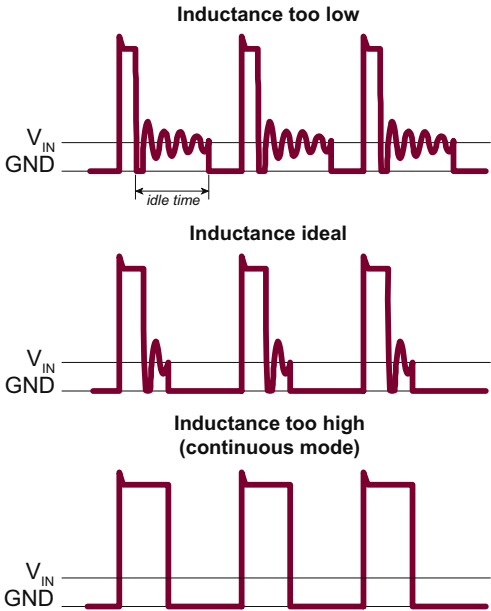 Inductance too low
VIN
GND
idle time
Inductance ideal
VIN
GND
Inductance too high
(continuous mode)
VIN
GND